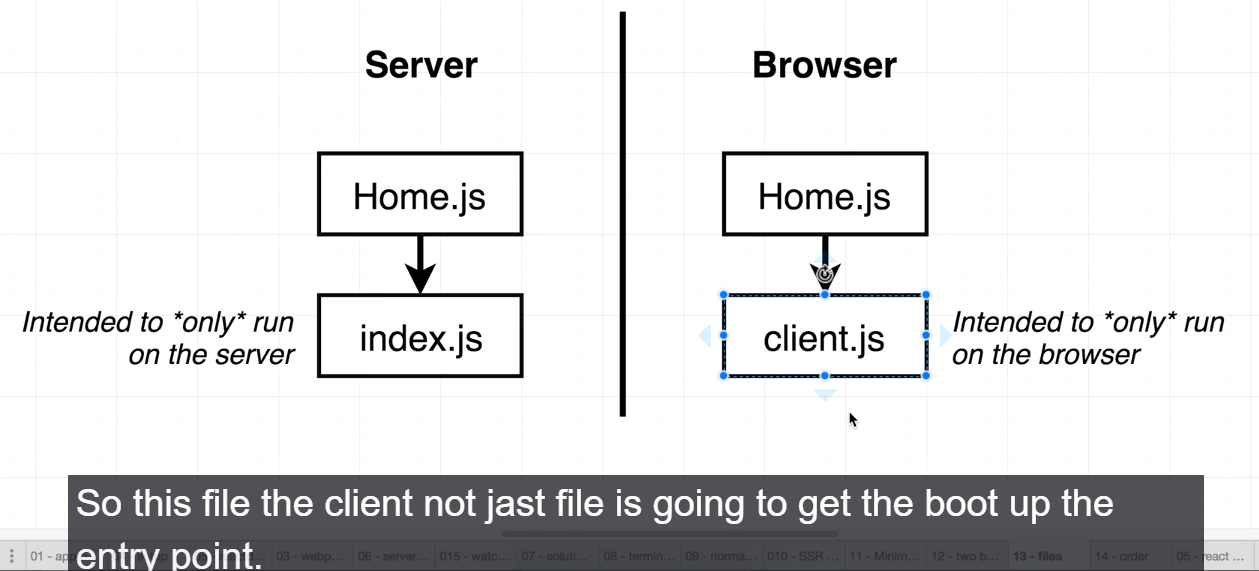 Server
Browser
Home.js
Home.js
Intended to *only* run
on the server
index.js
client.js
Intended to *only* run
on the browser
So this file the client not jast file is going to get the boot up the
entry point.
01 - ap
03 - webp...
06 - server...
015 - watc...
07 - soluti...
08 - termin...
09 - norma...
010 - SSR ...
11 - Minim...
12 - two b...
13 - files
14 - order
05 - react ...